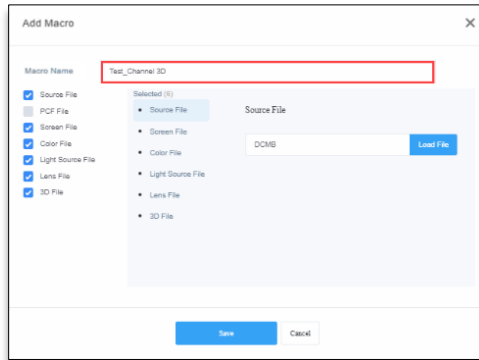 Add Macro
Macro Name
Test_Channel 3D
Source File
PCF File
Screen File
Color File
Light Source File
Lens File
3D File
Selected (6)
Source File
Screen File
Color File
Light Source File
Lens File
3D File
Source File
DCMB
Load File
Save
Cancel